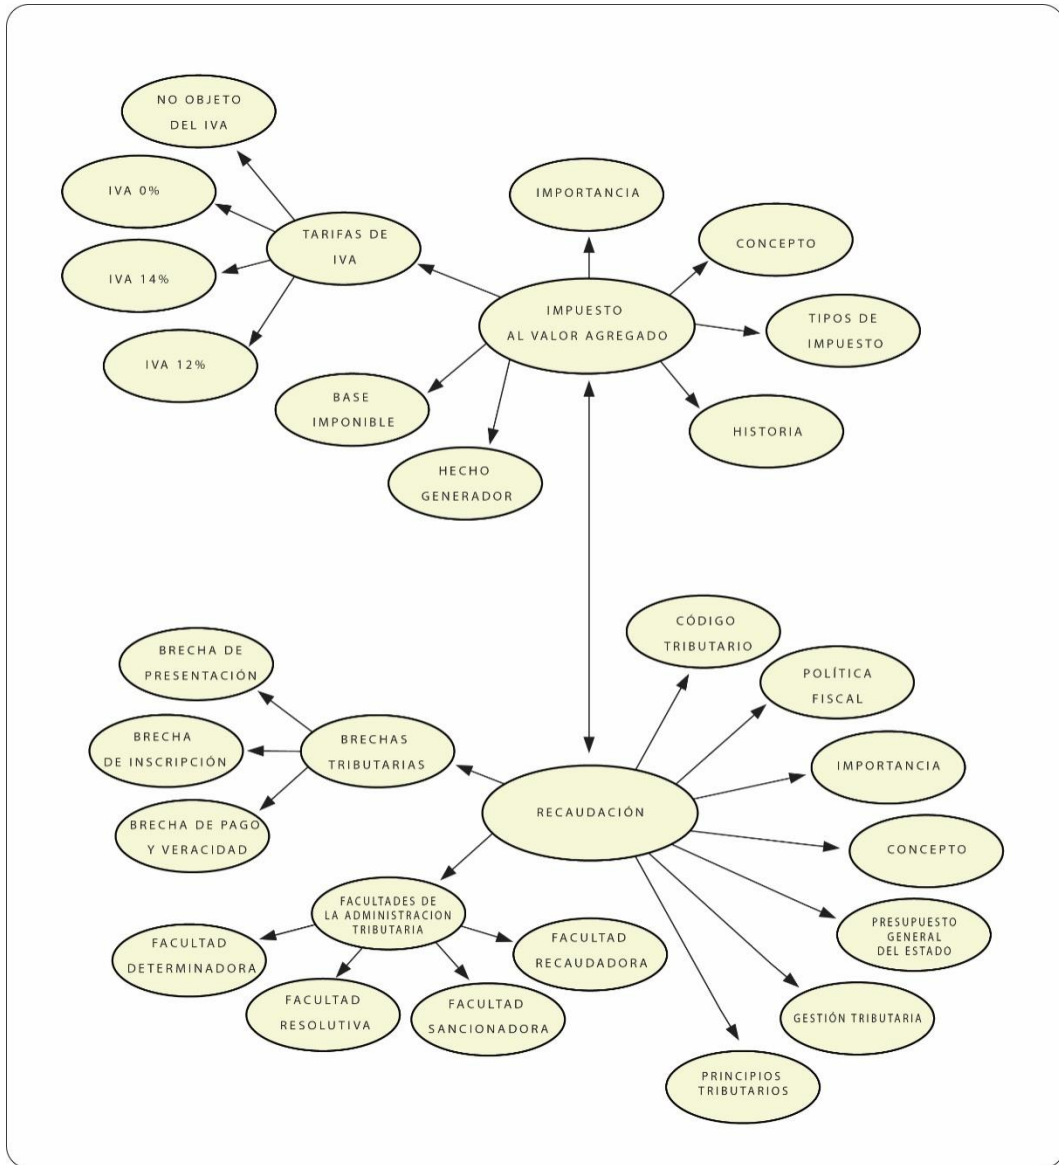 NO OBJETO
DEL IVA
IVA 0%
IVA 14%
IVA 12%
TARIFAS DE
IVA
IMPORTANCIA
CONCEPTO
IMPUESTO
AL VALOR AGREGADO
TIPOS DE
IMPUESTO
BASE
IMPONIBLE
HISTORIA
HECHO
GENERADOR
CÓDIGO
TRIBUTARIO
POLÍTICA
FISCAL
BRECHA DE
PRESENTACIÓN
BRECHA
DE INSCRIPCIÓN
BRECHA DE PAGO
Y VERACIDAD
BRECHAS
TRIBUTARIAS
RECAUDACIÓN
IMPORTANCIA
CONCEPTO
PRESUPUESTO
GENERAL
DEL ESTADO
GESTIÓN TRIBUTARIA
PRINCIPIOS
TRIBUTARIOS
FACULTADES DE
LA ADMINISTRACION
TRIBUTARIA
FACULTAD
DETERMINADORA
FACULTAD
RESOLUTIVA
FACULTAD
SANCIONADORA
FACULTAD
RECAUDADORA